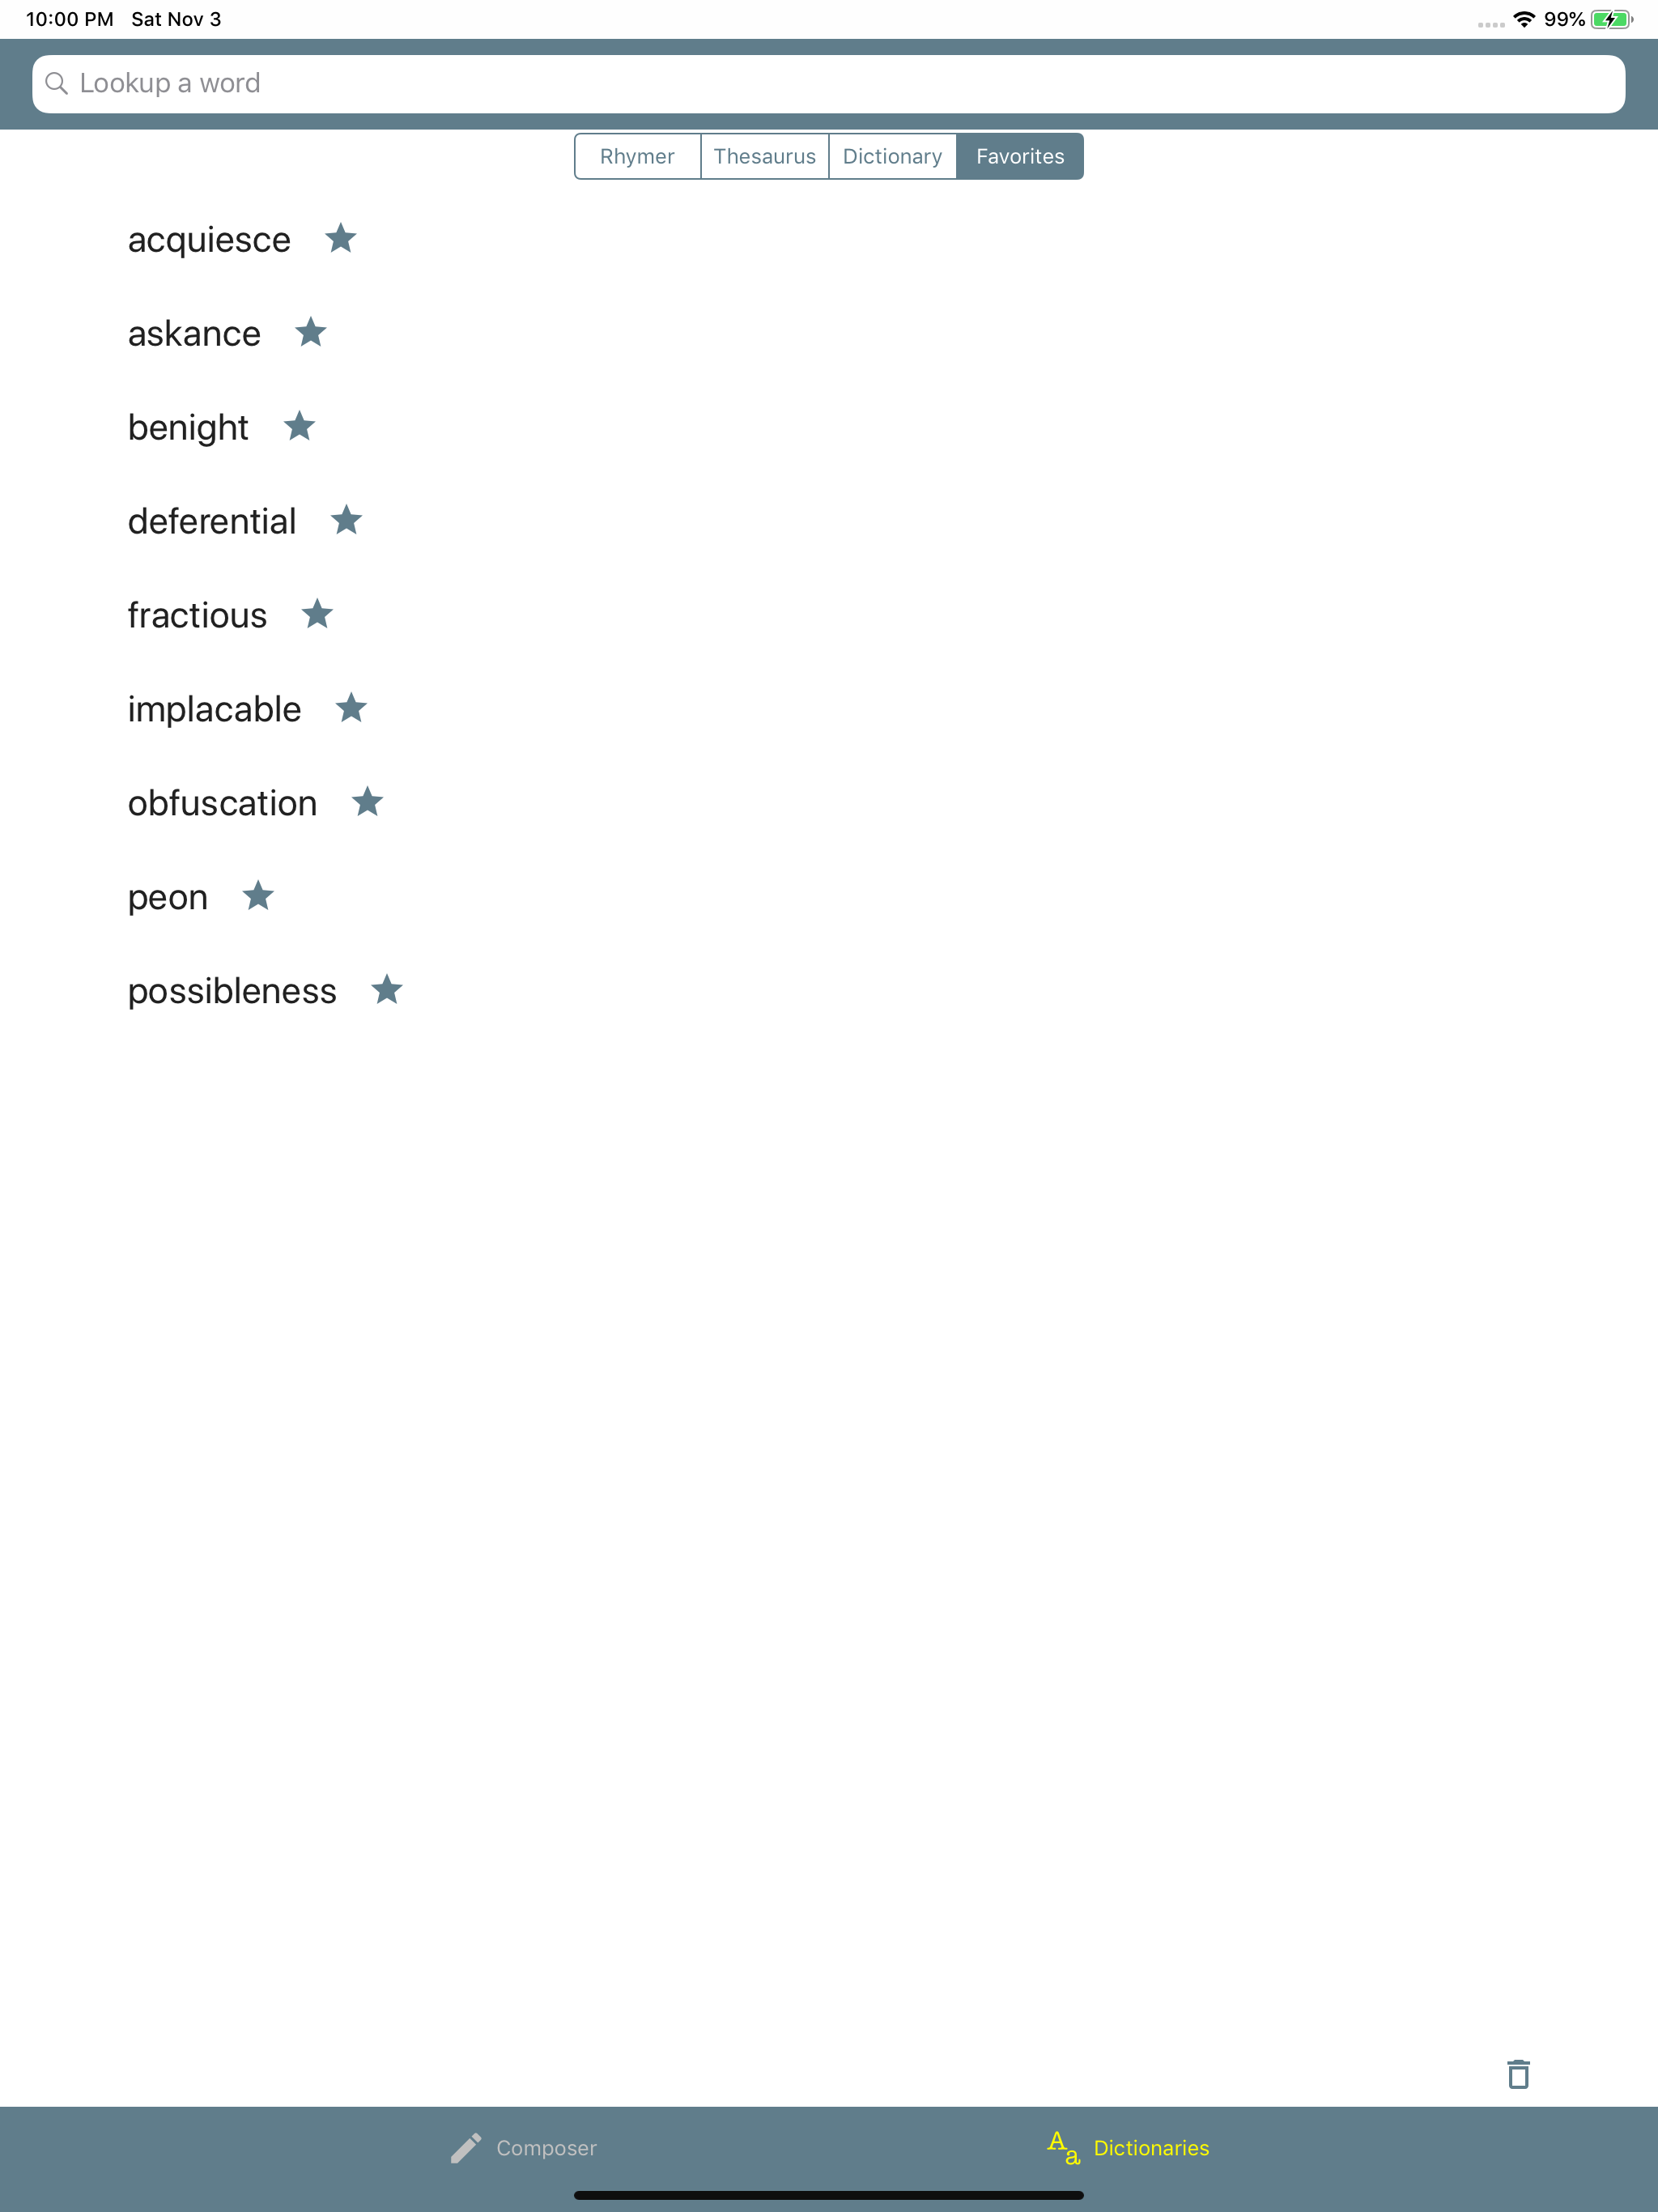 10:00 PM Sat Nov 3 99%
Lookup a word
Rhymer Thesaurus Dictionary Favorites
acquiesce
askance
benight
deferential
fractious
implacable
obfuscation
peon
possibleness
Composer Aa Dictionaries